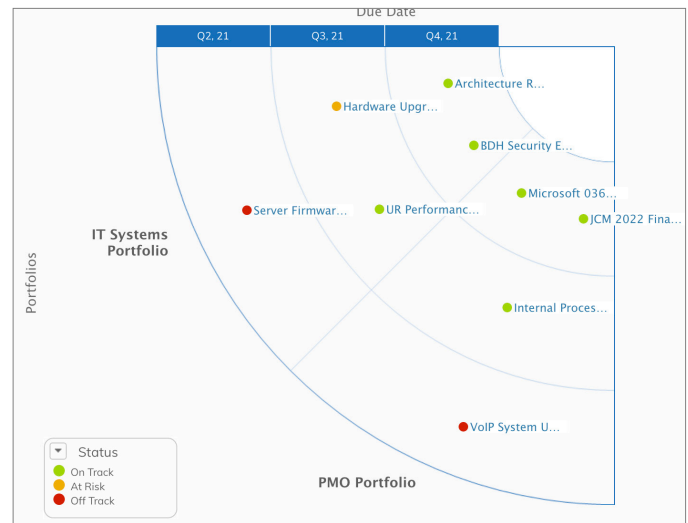 Due Date
Q2, 21
Q3, 21
Q4, 21
Architecture R...
Hardware Upgr...
BDH Security E...
Microsoft 036...
Server Firmwar...
UR Performanc...
JCM 2022 Fina...
IT Systems
Portfolio
Portfolios
Internal Proces...
VoIP System U...
Status
On Track
At Risk
Off Track
PMO Portfolio